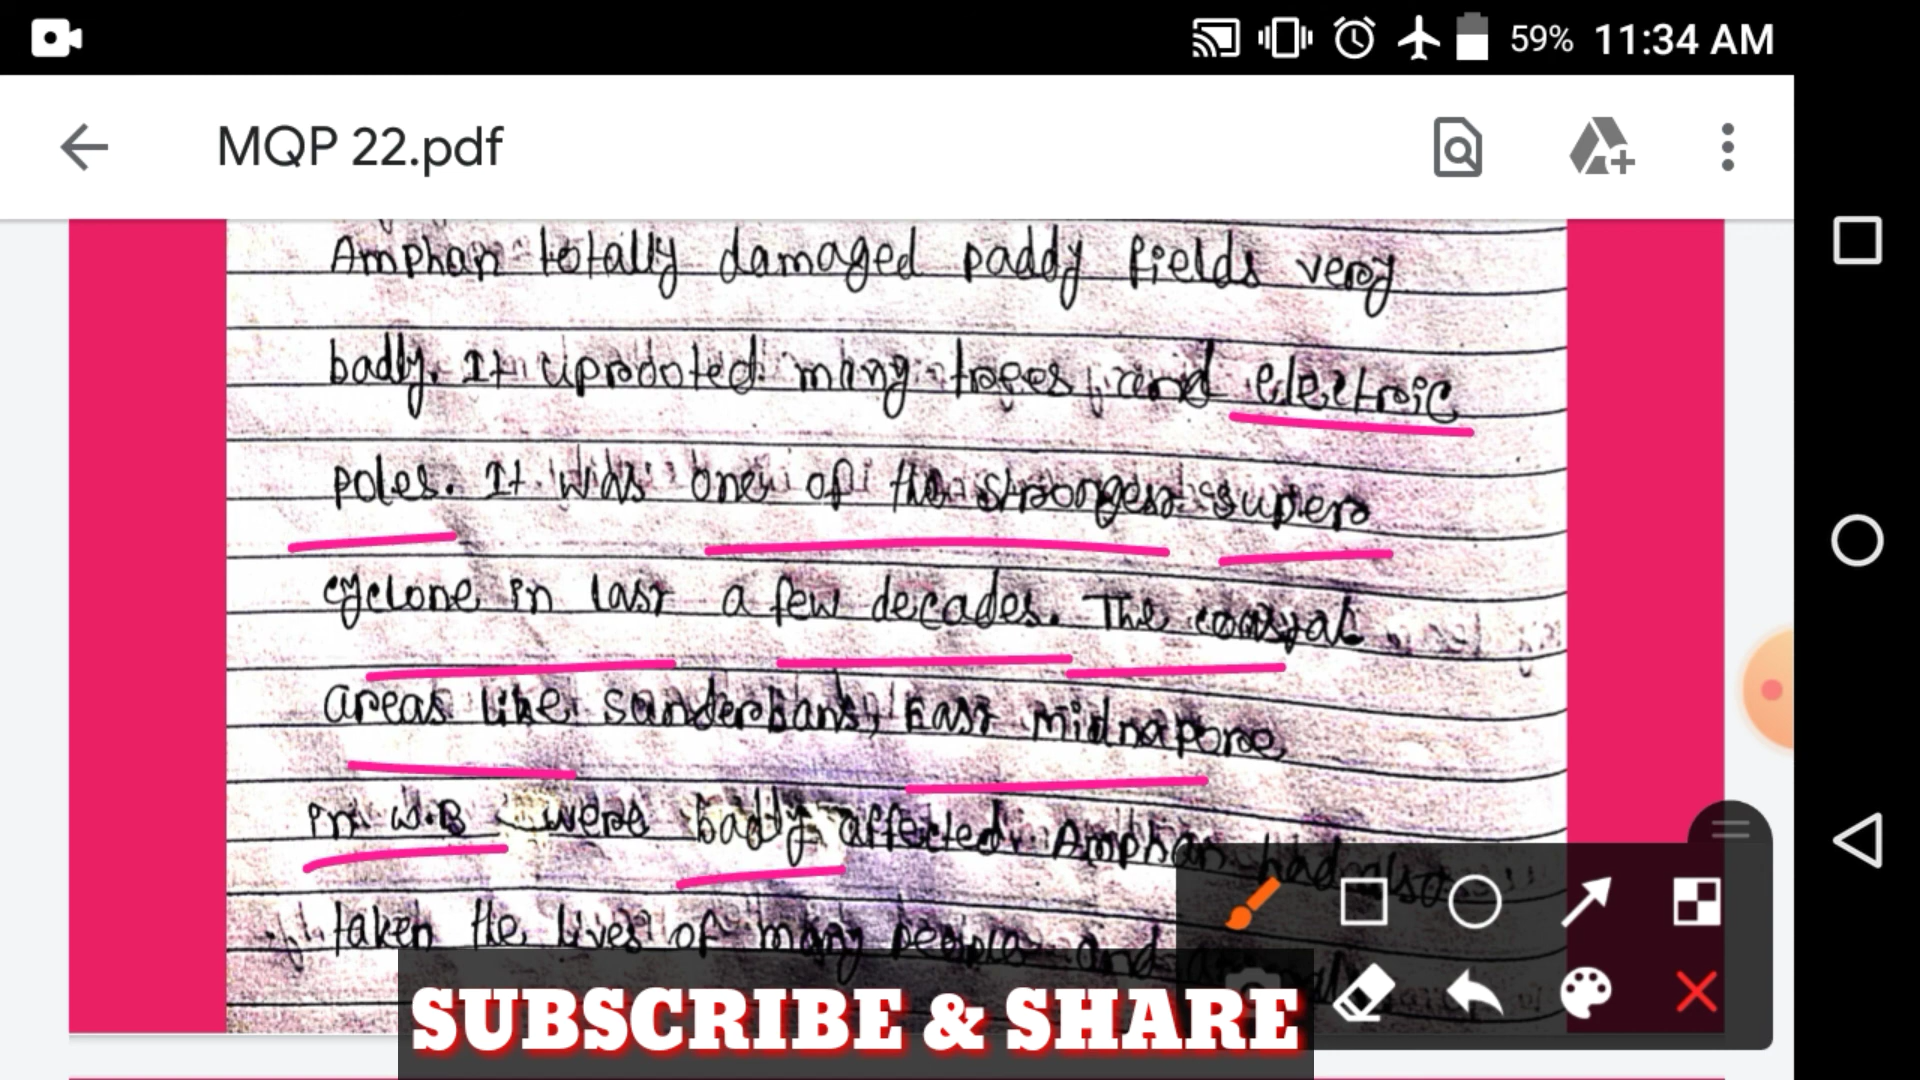 59% 11:34 AM
MQP 22.pdf
Amphan totally damaged paddy fields very
badly. It uprooted many trees, and electric
poles. It was one of the strongest super
cyclone in last a few decades. The coastal
areas like sanderbans, East Midnapore
in W.B were badly affected. Amphan had also
taken the lives of many people and
SUBSCRIBE & SHARE